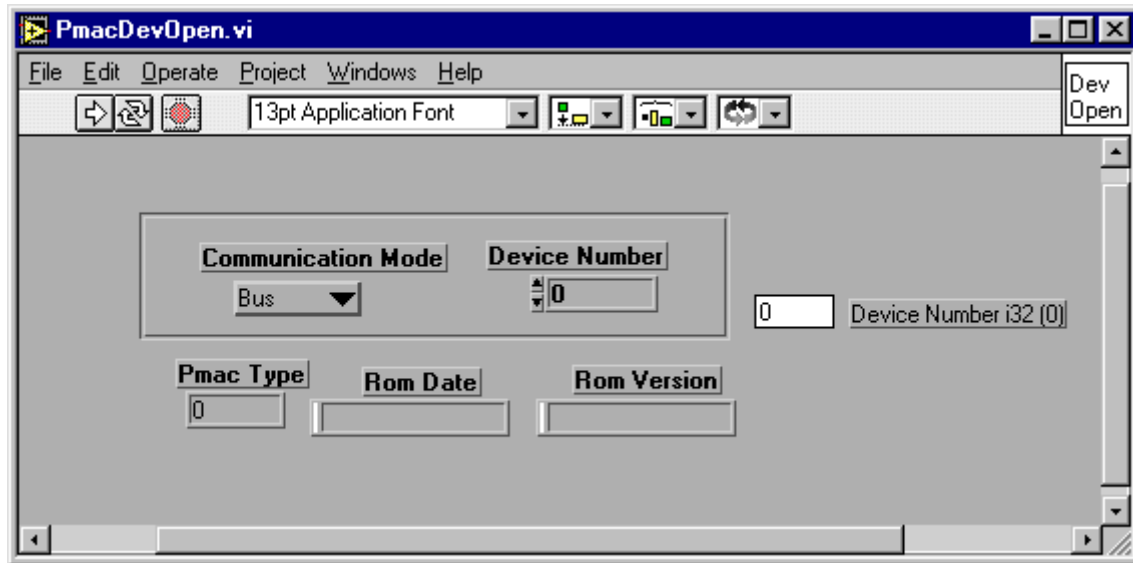 PmacDevOpen.vi
File Edit Operate Project Windows Help
Dev
Open
13pt Application Font
Communication Mode
Device Number
Bus
0
0
Device Number i32 (0)
Pmac Type
Rom Date
Rom Version
0